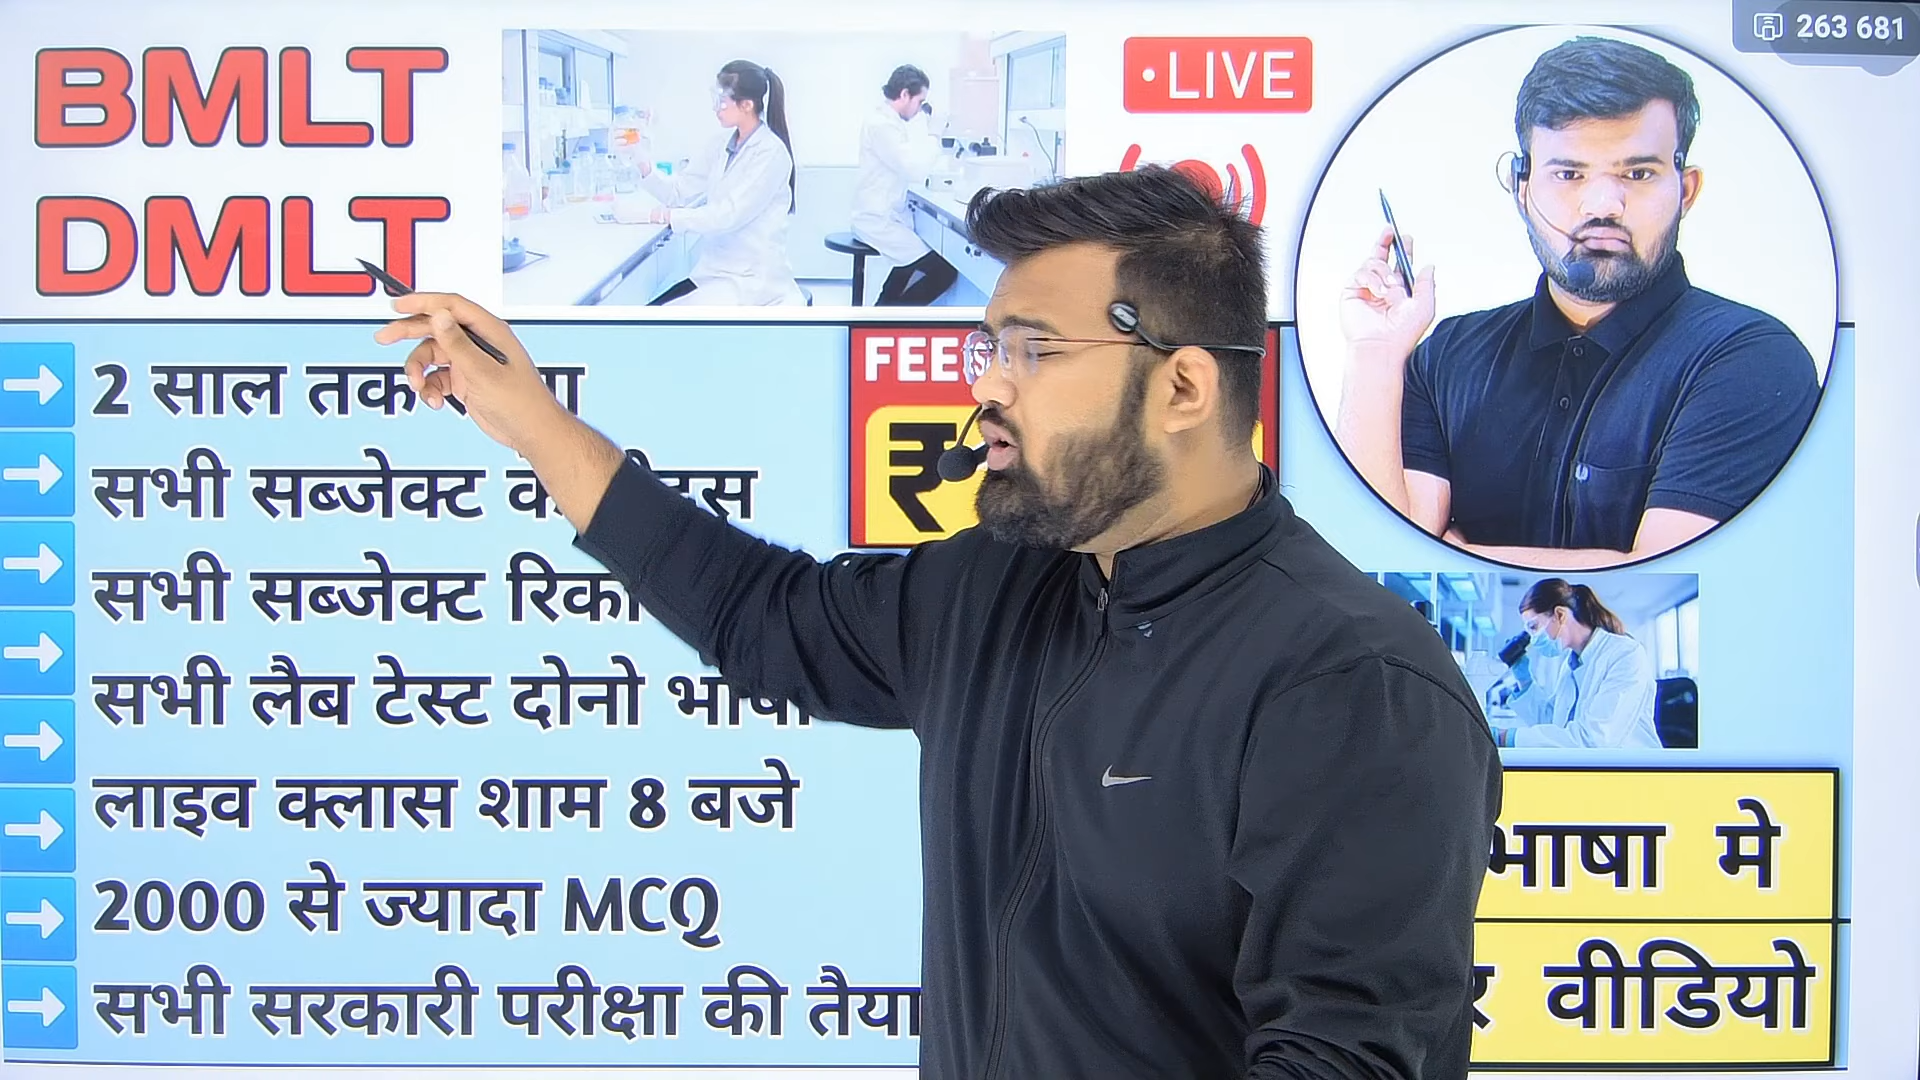 263 681
BMLT
DMLT
LIVE
2 साल तक
FEES
₹
सभी सब्जेक्ट
सभी सब्जेक्ट
सभी लैब टेस्ट दोनो
लाइव क्लास शाम 8 बजे
भाषा मे
2000 से ज्यादा MCQ
वीडियो
सभी सरकारी परीक्षा की